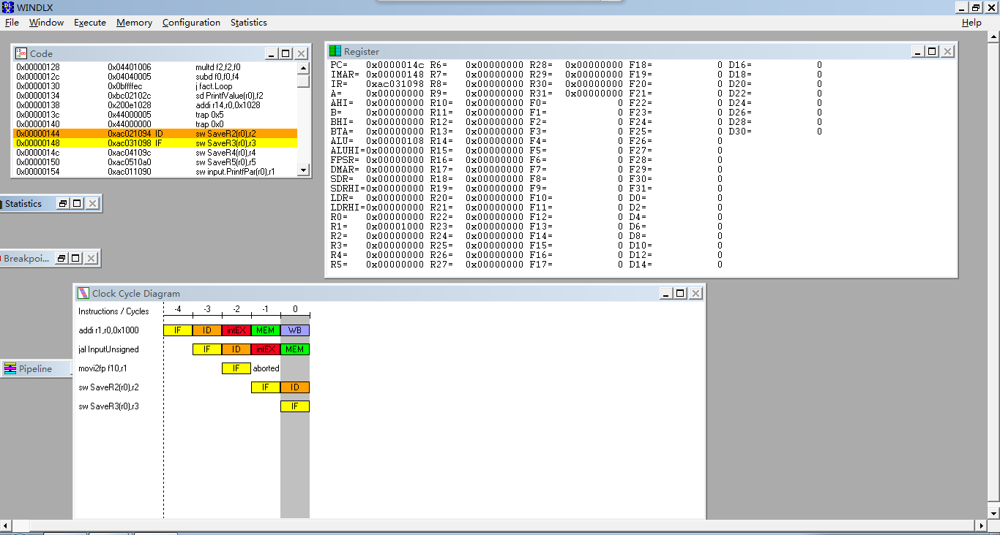 WINDLX
File Window Execute Memory Configuration Statistics Help
Code
0x00000128 0x04401006 multd f2,f2,f0
0x0000012c 0x04040005 subd f0,f0,f4
0x00000130 0x0bffffec j fact.Loop
0x00000134 0xbc02102c sd PrintfValue(r0),f2
0x00000138 0x200e1028 addi r14,r0,0x1028
0x0000013c 0x44000005 trap 0x5
0x00000140 0x44000000 trap 0x0
0x00000144 0xac021094 ID sw SaveR2(r0),r2
0x00000148 0xac031098 IF sw SaveR3(r0),r3
0x0000014c 0xac04109c sw SaveR4(r0),r4
0x00000150 0xac0510a0 sw SaveR5(r0),r5
0x00000154 0xac011090 sw input.PrintfPar(r0),r1
Register
PC= 0x0000014c R6= 0x00000000 R28= 0x00000000 F18= 0 D16= 0
IMAR= 0x00000148 R7= 0x00000000 R29= 0x00000000 F19= 0 D18= 0
IR= 0xac031098 R8= 0x00000000 R30= 0x00000000 F20= 0 D20= 0
A= 0x00000000 R9= 0x00000000 R31= 0x00000000 F21= 0 D22= 0
AHI= 0x00000000 R10= 0x00000000 F0= 0 F22= 0 D24= 0
B= 0x00000000 R11= 0x00000000 F1= 0 F23= 0 D26= 0
BHI= 0x00000000 R12= 0x00000000 F2= 0 F24= 0 D28= 0
BTA= 0x00000000 R13= 0x00000000 F3= 0 F25= 0 D30= 0
ALU= 0x00000108 R14= 0x00000000 F4= 0 F26= 0
ALUHI= 0x00000000 R15= 0x00000000 F5= 0 F27= 0
FPSR= 0x00000000 R16= 0x00000000 F6= 0 F28= 0
DMAR= 0x00000000 R17= 0x00000000 F7= 0 F29= 0
SDR= 0x00000000 R18= 0x00000000 F8= 0 F30= 0
SDRHI= 0x00000000 R19= 0x00000000 F9= 0 F31= 0
LDR= 0x00000000 R20= 0x00000000 F10= 0 D0= 0
LDRHI= 0x00000000 R21= 0x00000000 F11= 0 D2= 0
R0= 0x00000000 R22= 0x00000000 F12= 0 D4= 0
R1= 0x00001000 R23= 0x00000000 F13= 0 D6= 0
R2= 0x00000000 R24= 0x00000000 F14= 0 D8= 0
R3= 0x00000000 R25= 0x00000000 F15= 0 D10= 0
R4= 0x00000000 R26= 0x00000000 F16= 0 D12= 0
R5= 0x00000000 R27= 0x00000000 F17= 0 D14= 0
Statistics
Breakpoi...
Clock Cycle Diagram
Instructions / Cycles -4 -3 -2 -1 0
addi r1,r0,0x1000 IF ID intEX MEM WB
jal InputUnsigned IF ID intEX MEM
movi2fp f10,r1 IF aborted
sw SaveR2(r0),r2 IF ID
sw SaveR3(r0),r3 IF
Pipeline